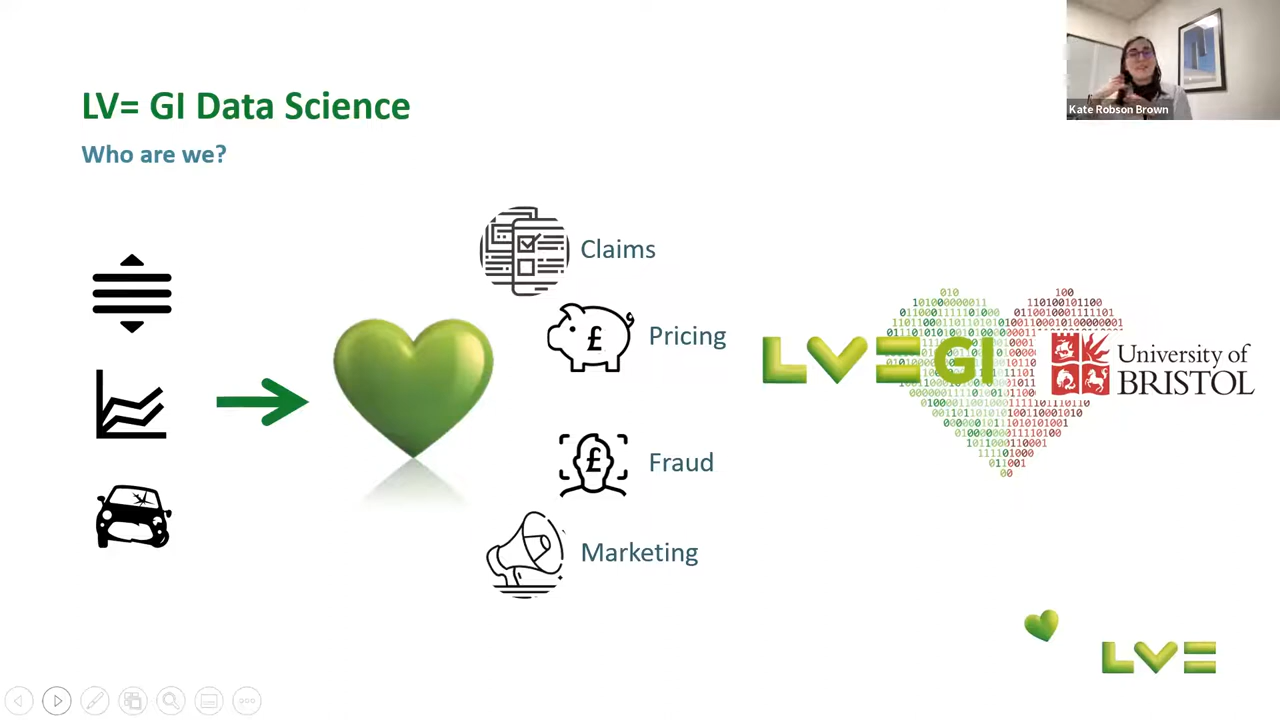 LV= GI Data Science
Who are we?
Kate Robson Brown
Claims
£
Pricing
£
Fraud
Marketing
LV= GI
University of
BRISTOL
LV=